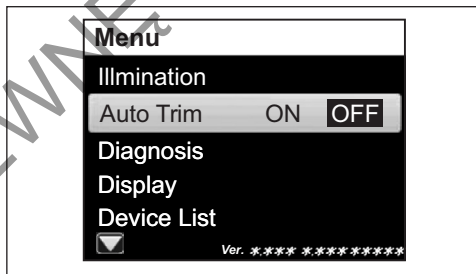 Menu
Illmination
Auto Trim ON OFF
Diagnosis
Display
Device List
Ver. *.*** *.*********